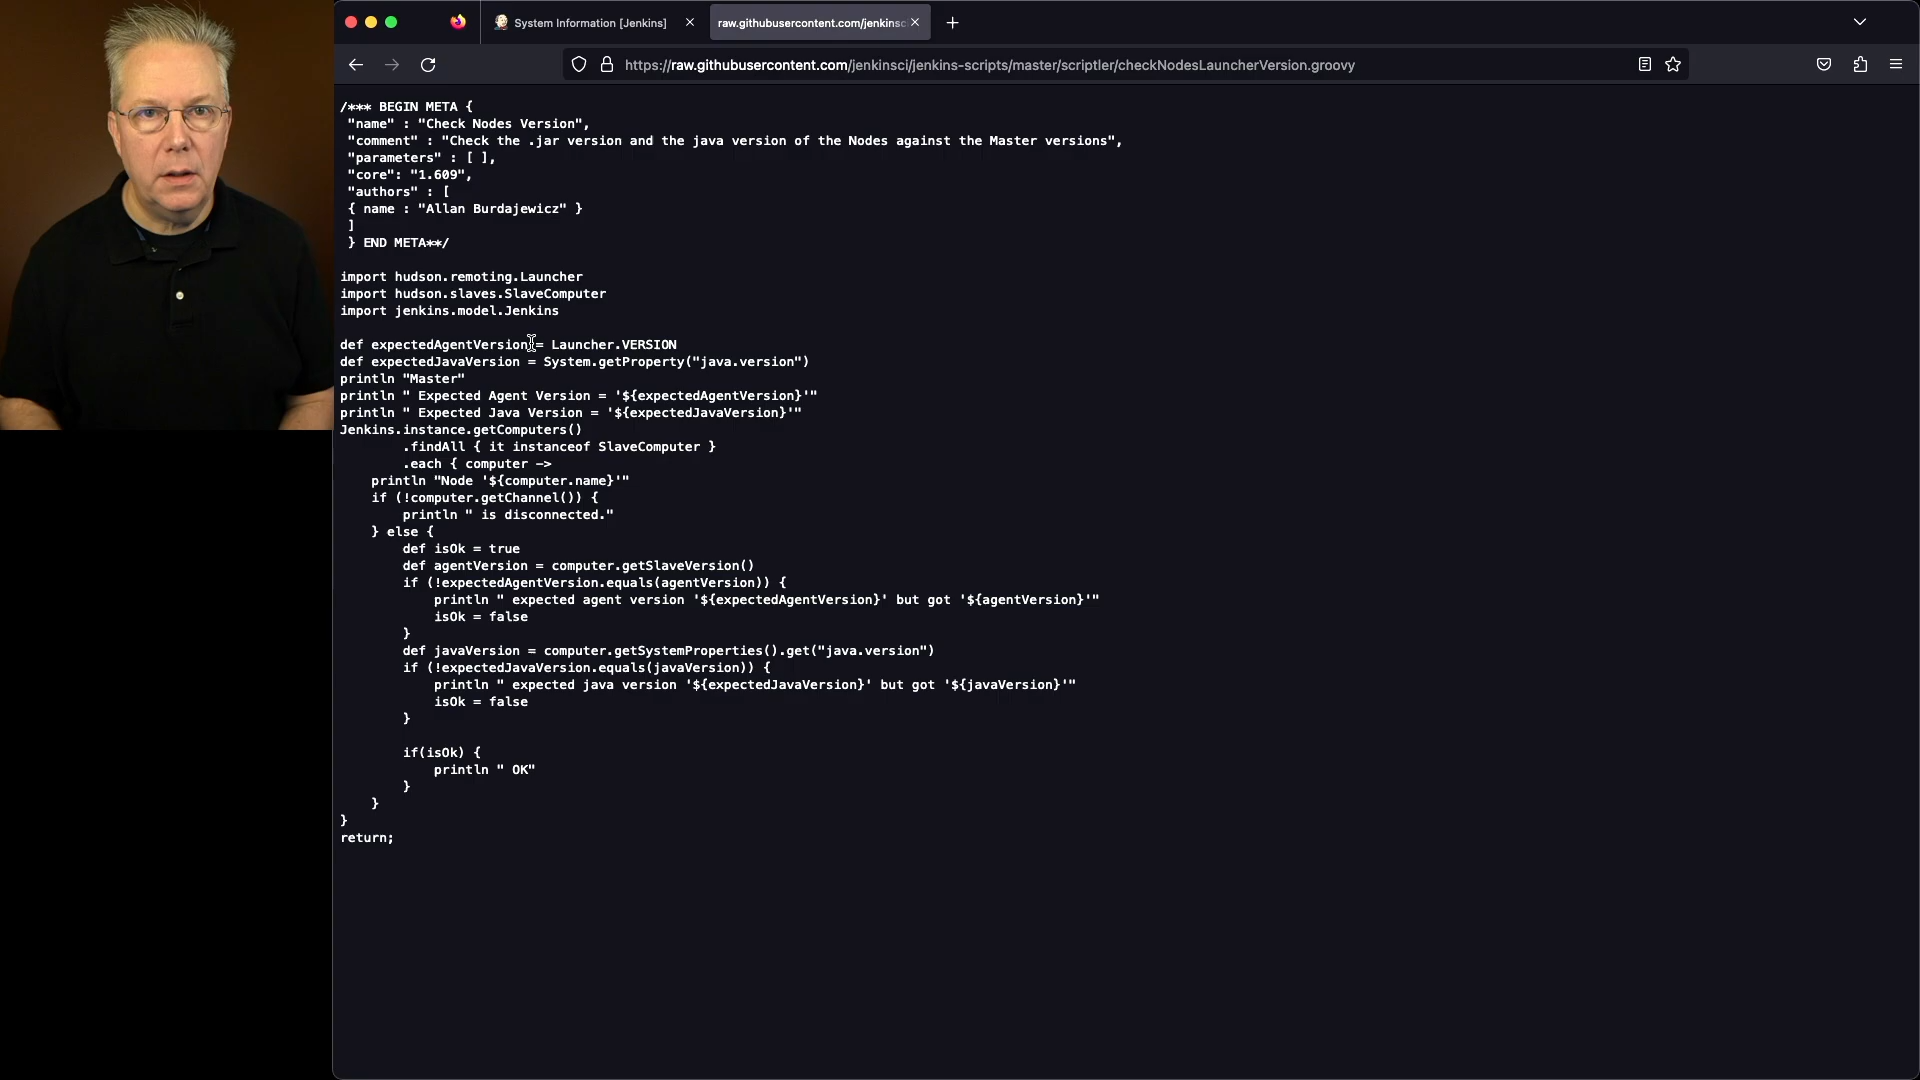 System Information [Jenkins]
raw.githubusercontent.com/jenkinsc
https://raw.githubusercontent.com/jenkinsci/jenkins-scripts/master/scriptler/checkNodesLauncherVersion.groovy
/*** BEGIN META {
"name" : "Check Nodes Version",
"comment" : "Check the .jar version and the java version of the Nodes against the Master versions",
"parameters" : [ ],
"core": "1.609",
"authors" : [
{ name : "Allan Burdajewicz" }
]
} END META**/
import hudson.remoting.Launcher
import hudson.slaves.SlaveComputer
import jenkins.model.Jenkins
def expectedAgentVersion = Launcher.VERSION
def expectedJavaVersion = System.getProperty("java.version")
println "Master"
println " Expected Agent Version = '${expectedAgentVersion}'"
println " Expected Java Version = '${expectedJavaVersion}'"
Jenkins.instance.getComputers()
.findAll { it instanceof SlaveComputer }
.each { computer ->
println "Node '${computer.name}'"
if (!computer.getChannel()) {
println " is disconnected."
} else {
def isOk = true
def agentVersion = computer.getSlaveVersion()
if (!expectedAgentVersion.equals(agentVersion)) {
println " expected agent version '${expectedAgentVersion}' but got '${agentVersion}'"
isOk = false
}
def javaVersion = computer.getSystemProperties().get("java.version")
if (!expectedJavaVersion.equals(javaVersion)) {
println " expected java version '${expectedJavaVersion}' but got '${javaVersion}'"
isOk = false
}
if(isOk) {
println " OK"
}
}
}
return;